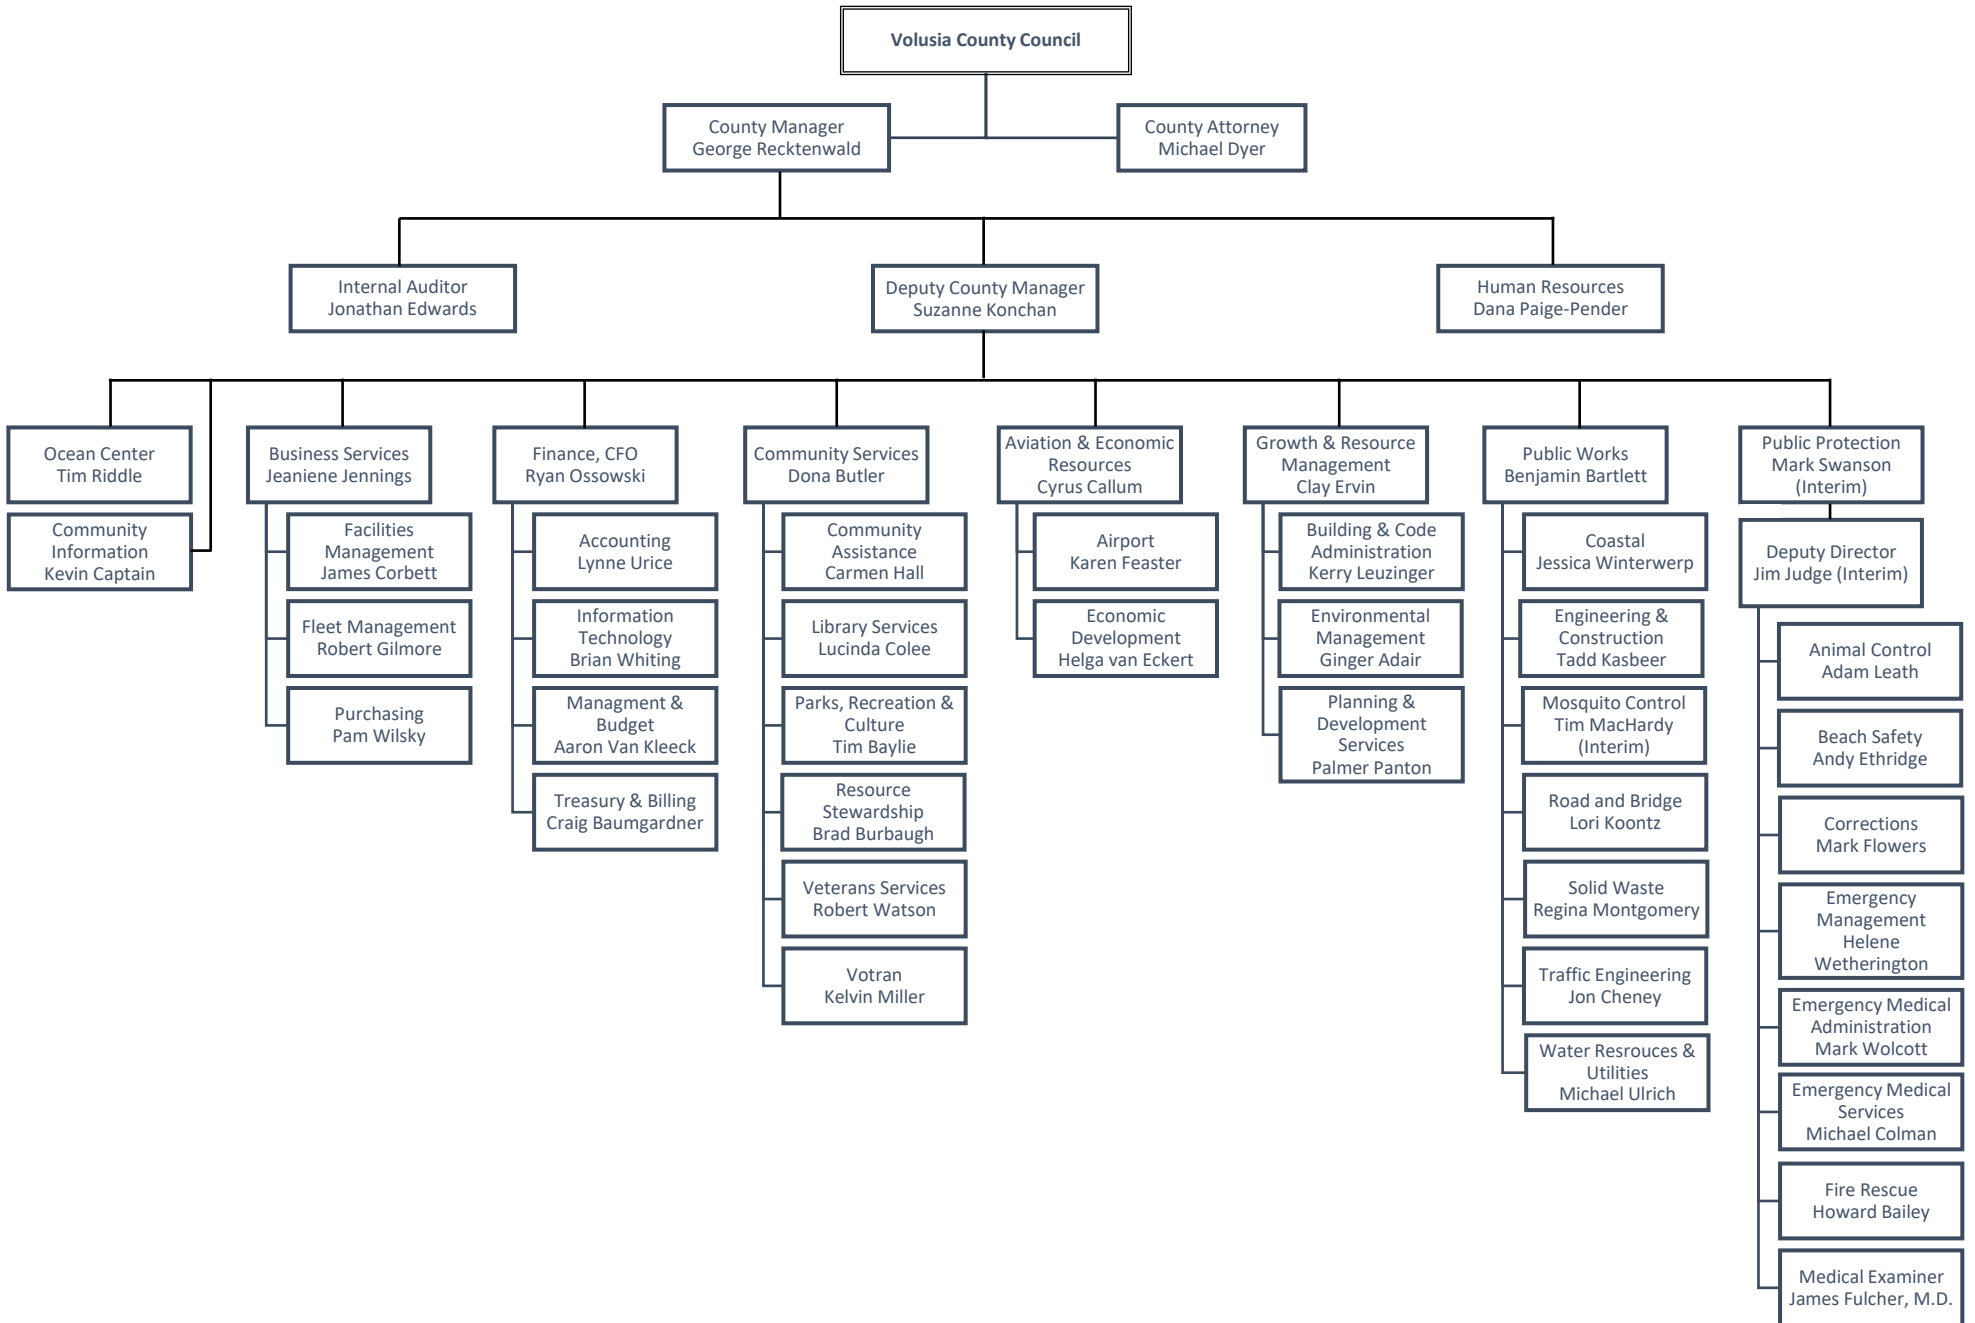 Volusia County Council
County Manager
George Recktenwald
County Attorney
Michael Dyer
Internal Auditor
Jonathan Edwards
Deputy County Manager
Suzanne Konchan
Human Resources
Dana Paige-Pender
Ocean Center
Tim Riddle
Community
Information
Kevin Captain
Business Services
Jeaniene Jennings
Facilities
Management
James Corbett
Fleet Management
Robert Gilmore
Purchasing
Pam Wilsky
Finance, CFO
Ryan Ossowski
Accounting
Lynne Urice
Information
Technology
Brian Whiting
Managment &
Budget
Aaron Van Kleeck
Treasury & Billing
Craig Baumgardner
Community Services
Dona Butler
Community
Assistance
Carmen Hall
Library Services
Lucinda Colee
Parks, Recreation &
Culture
Tim Baylie
Resource
Stewardship
Brad Burbaugh
Veterans Services
Robert Watson
Votran
Kelvin Miller
Aviation & Economic
Resources
Cyrus Callum
Airport
Karen Feaster
Economic
Development
Helga van Eckert
Growth & Resource
Management
Clay Ervin
Building & Code
Administration
Kerry Leuzinger
Environmental
Management
Ginger Adair
Planning &
Development
Services
Palmer Panton
Public Works
Benjamin Bartlett
Coastal
Jessica Winterwerp
Engineering &
Construction
Tadd Kasbeer
Mosquito Control
Tim MacHardy
(Interim)
Road and Bridge
Lori Koontz
Solid Waste
Regina Montgomery
Traffic Engineering
Jon Cheney
Water Resrouces &
Utilities
Michael Ulrich
Public Protection
Mark Swanson
(Interim)
Deputy Director
Jim Judge (Interim)
Animal Control
Adam Leath
Beach Safety
Andy Ethridge
Corrections
Mark Flowers
Emergency
Management
Helene
Wetherington
Emergency Medical
Administration
Mark Wolcott
Emergency Medical
Services
Michael Colman
Fire Rescue
Howard Bailey
Medical Examiner
James Fulcher, M.D.